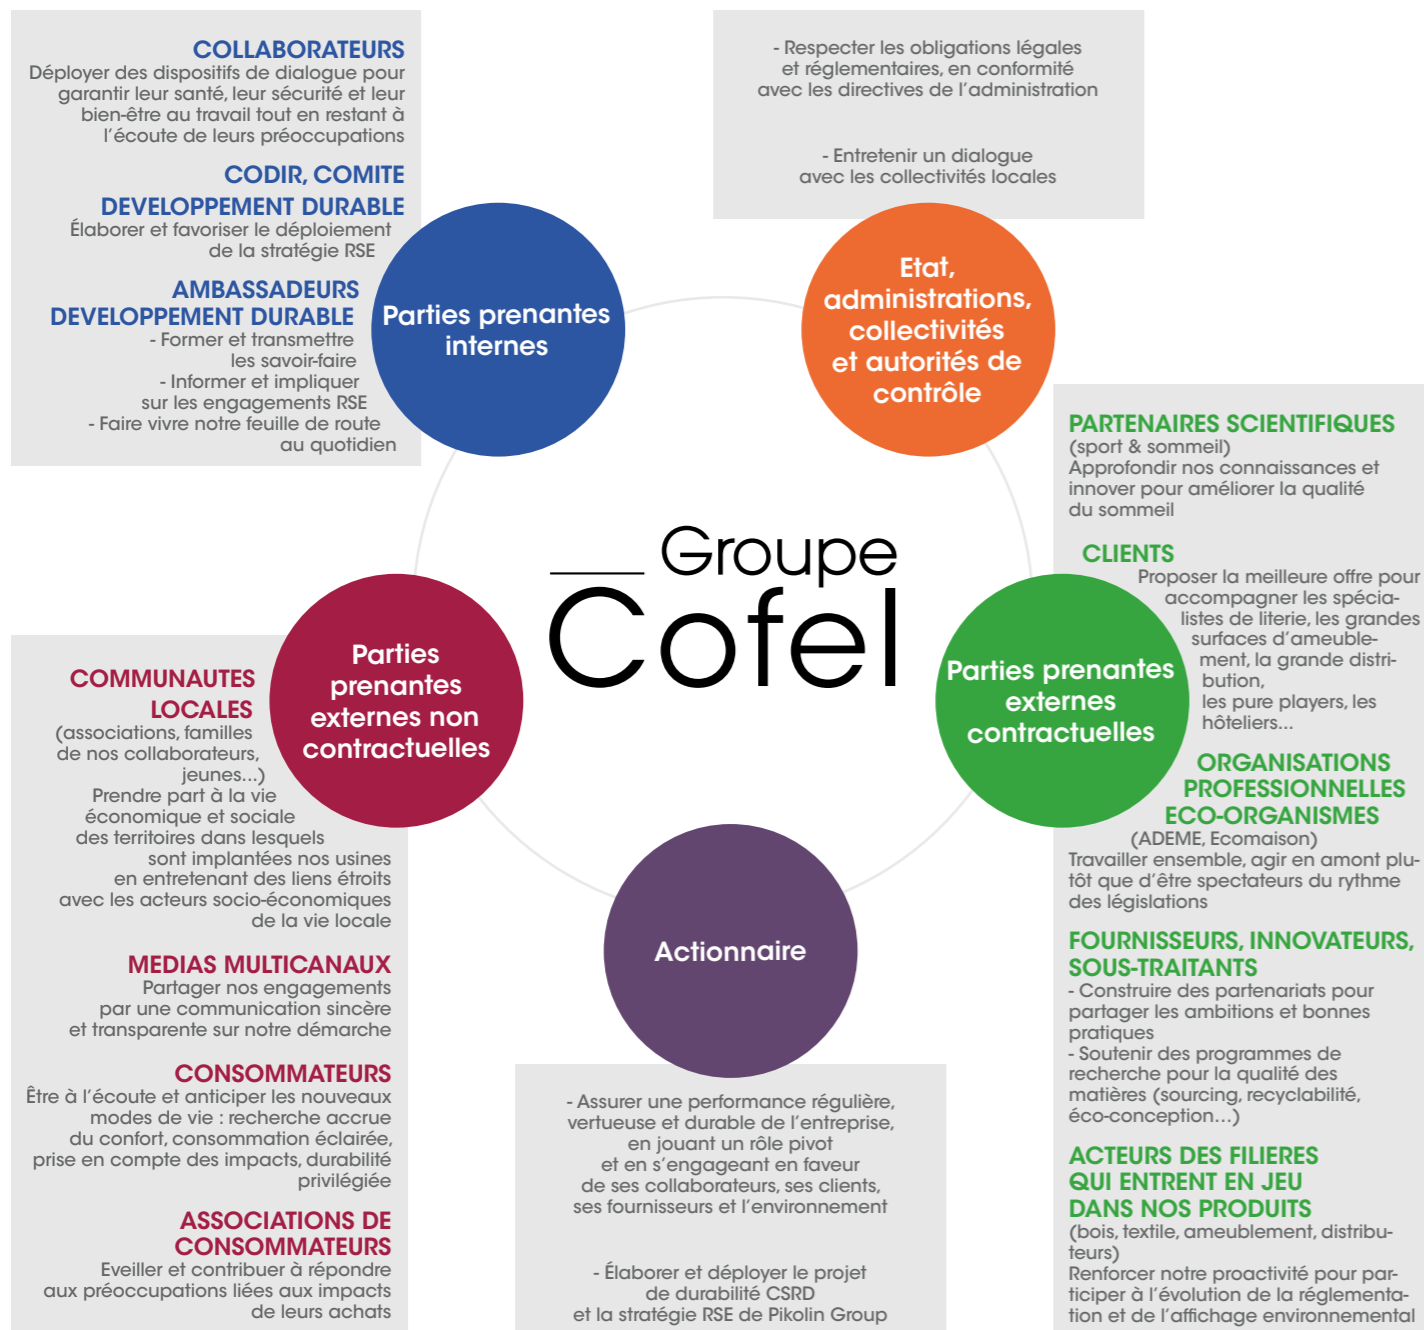 COLLABORATEURS
Déployer des dispositifs de dialogue pour
garantir leur santé, leur sécurité et leur
bien-être au travail tout en restant à
l'écoute de leurs préoccupations
CODIR, COMITE
DEVELOPPEMENT DURABLE
Élaborer et favoriser le déploiement
de la stratégie RSE
AMBASSADEURS
DEVELOPPEMENT DURABLE
- Former et transmettre
les savoir-faire
- Informer et impliquer
sur les engagements RSE
- Faire vivre notre feuille de route
au quotidien
Parties prenantes
internes
- Respecter les obligations légales
et réglementaires, en conformité
avec les directives de l'administration
- Entretenir un dialogue
avec les collectivités locales
Etat,
administrations,
collectivités
et autorités de
contrôle
Groupe
Cofel
PARTENAIRES SCIENTIFIQUES
(sport & sommeil)
Approfondir nos connaissances et
innover pour améliorer la qualité
du sommeil
CLIENTS
Proposer la meilleure offre pour
accompagner les spécia-
listes de literie, les grandes
surfaces d'ameuble-
ment, la grande distri-
bution,
les pure players, les
hôteliers...
ORGANISATIONS
PROFESSIONNELLES
ECO-ORGANISMES
(ADEME, Ecomaison)
Travailler ensemble, agir en amont plu-
tôt que d'être spectateurs du rythme
des législations
FOURNISSEURS, INNOVATEURS,
SOUS-TRAITANTS
- Construire des partenariats pour
partager les ambitions et bonnes
pratiques
- Soutenir des programmes de
recherche pour la qualité des
matières (sourcing, recyclabilité,
éco-conception...)
ACTEURS DES FILIERES
QUI ENTRENT EN JEU
DANS NOS PRODUITS
(bois, textile, ameublement, distribu-
teurs)
Renforcer notre proactivité pour par-
ticiper à l'évolution de la réglementa-
tion et de l'affichage environnemental
Parties prenantes
externes
contractuelles
Parties
prenantes
externes non
contractuelles
COMMUNAUTES
LOCALES
(associations, familles
de nos collaborateurs,
jeunes...)
Prendre part à la vie
économique et sociale
des territoires dans lesquels
sont implantées nos usines
en entretenant des liens étroits
avec les acteurs socio-économiques
de la vie locale
MEDIAS MULTICANAUX
Partager nos engagements
par une communication sincère
et transparente sur notre démarche
CONSOMMATEURS
Être à l'écoute et anticiper les nouveaux
modes de vie : recherche accrue
du confort, consommation éclairée,
prise en compte des impacts, durabilité
privilégiée
ASSOCIATIONS DE
CONSOMMATEURS
Eveiller et contribuer à répondre
aux préoccupations liées aux impacts
de leurs achats
Actionnaire
- Assurer une performance régulière,
vertueuse et durable de l'entreprise,
en jouant un rôle pivot
et en s'engageant en faveur
de ses collaborateurs, ses clients,
ses fournisseurs et l'environnement
- Élaborer et déployer le projet
de durabilité CSRD
et la stratégie RSE de Pikolin Group